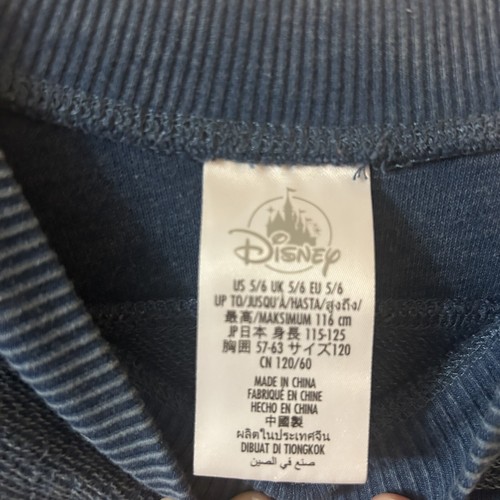 Disney
US 5/6 UK 5/6 EU 5/6
UP TO/JUSQU'À/HASTA/สูงถึง/
最高/MAKSIMUM 116 cm
JP日本 身長 115-125
胸囲 57-63 サイズ120
CN 120/60
MADE IN CHINA
FABRIQUÉ EN CHINE
HECHO EN CHINA
中國製
ผลิตในประเทศจีน
DIBUAT DI TIONGKOK
صنع في الصين